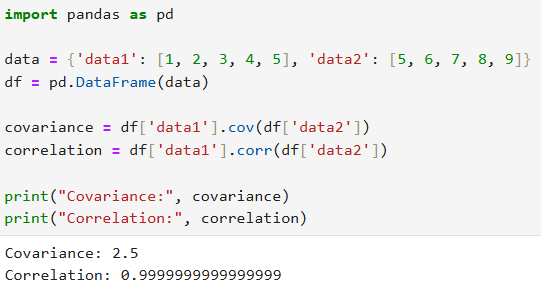 import pandas as pd
data = {'data1': [1, 2, 3, 4, 5], 'data2': [5, 6, 7, 8, 9]}
df = pd.DataFrame(data)
covariance = df['data1'].cov(df['data2'])
correlation = df['data1'].corr(df['data2'])
print("Covariance:", covariance)
print("Correlation:", correlation)
Covariance: 2.5
Correlation: 0.9999999999999999